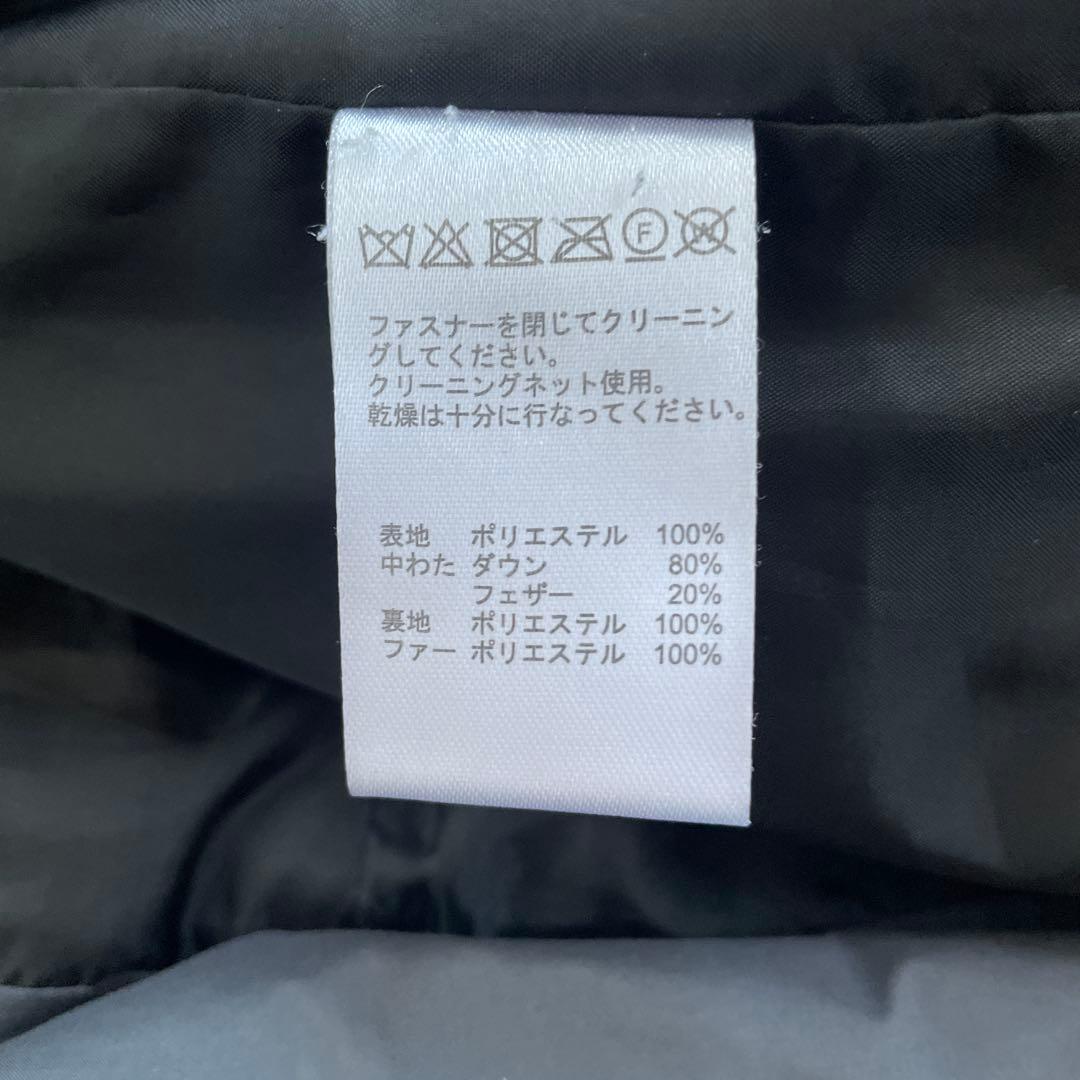 F W
ファスナーを閉じてクリーニン
グしてください。
クリーニングネット使用。
乾燥は十分に行なってください。
表地 ポリエステル 100%
中わた ダウン 80%
フェザー 20%
裏地 ポリエステル 100%
ファー ポリエステル 100%